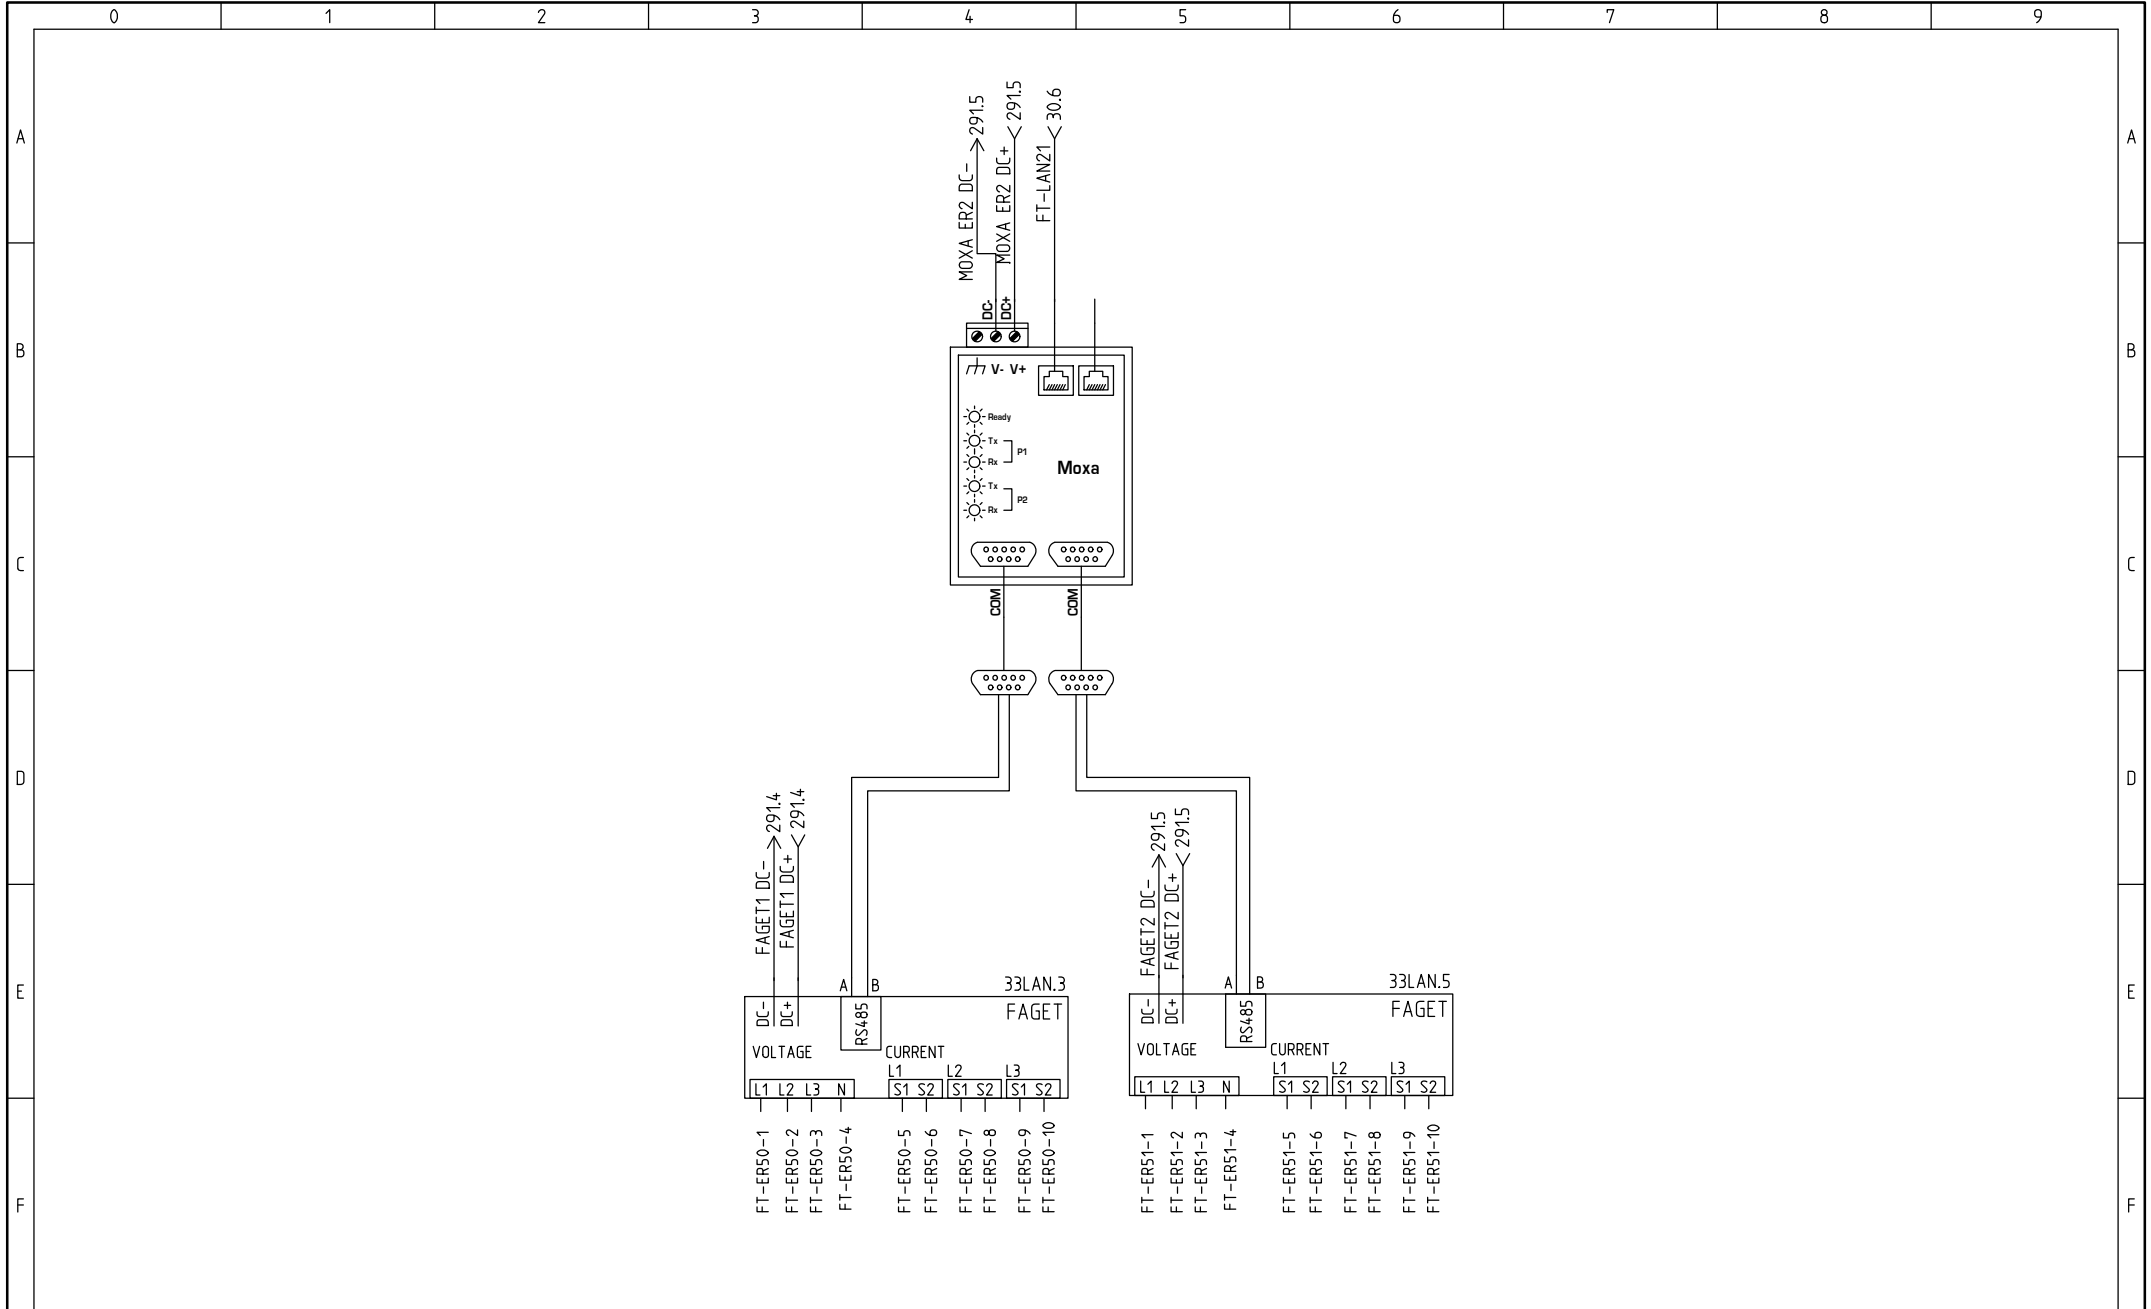 0 1 2 3 4 5 6 7 8 9
A A
B B
C C
D D
E E
F F
MOXA ER2 DC- 291.5
MOXA ER2 DC+ 291.5
FT-LAN21 30.6
DC- DC+
V- V+
Ready
Tx
P1
Rx
Moxa
Tx
P2
Rx
COM COM
FAGET1 DC- 291.4
FAGET1 DC+ 291.4
FAGET2 DC- 291.5
FAGET2 DC+ 291.5
A B 33LAN.3
FAGET
DC- DC+ RS485
VOLTAGE CURRENT
L1 L2 L3
L1 L2 L3 N S1 S2 S1 S2 S1 S2
FT-ER50-1
FT-ER50-2
FT-ER50-3
FT-ER50-4
FT-ER50-5
FT-ER50-6
FT-ER50-7
FT-ER50-8
FT-ER50-9
FT-ER50-10
A B 33LAN.5
FAGET
DC- DC+ RS485
VOLTAGE CURRENT
L1 L2 L3
L1 L2 L3 N S1 S2 S1 S2 S1 S2
FT-ER51-1
FT-ER51-2
FT-ER51-3
FT-ER51-4
FT-ER51-5
FT-ER51-6
FT-ER51-7
FT-ER51-8
FT-ER51-9
FT-ER51-10